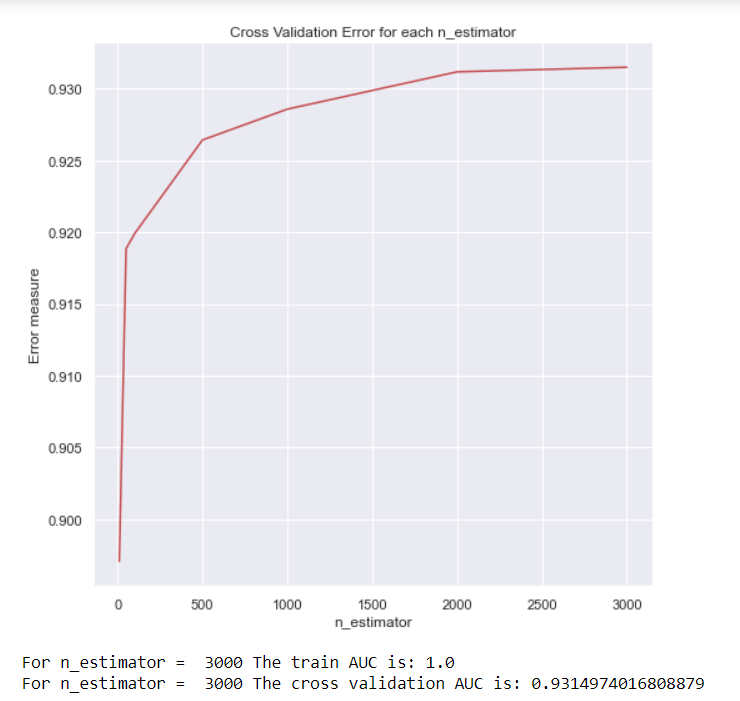 Cross Validation Error for each n_estimator
0.930
0.925
0.920
0.915
0.910
0.905
0.900
Error measure
0 500 1000 1500 2000 2500 3000
n_estimator
For n_estimator =  3000 The train AUC is: 1.0
For n_estimator =  3000 The cross validation AUC is: 0.9314974016808879